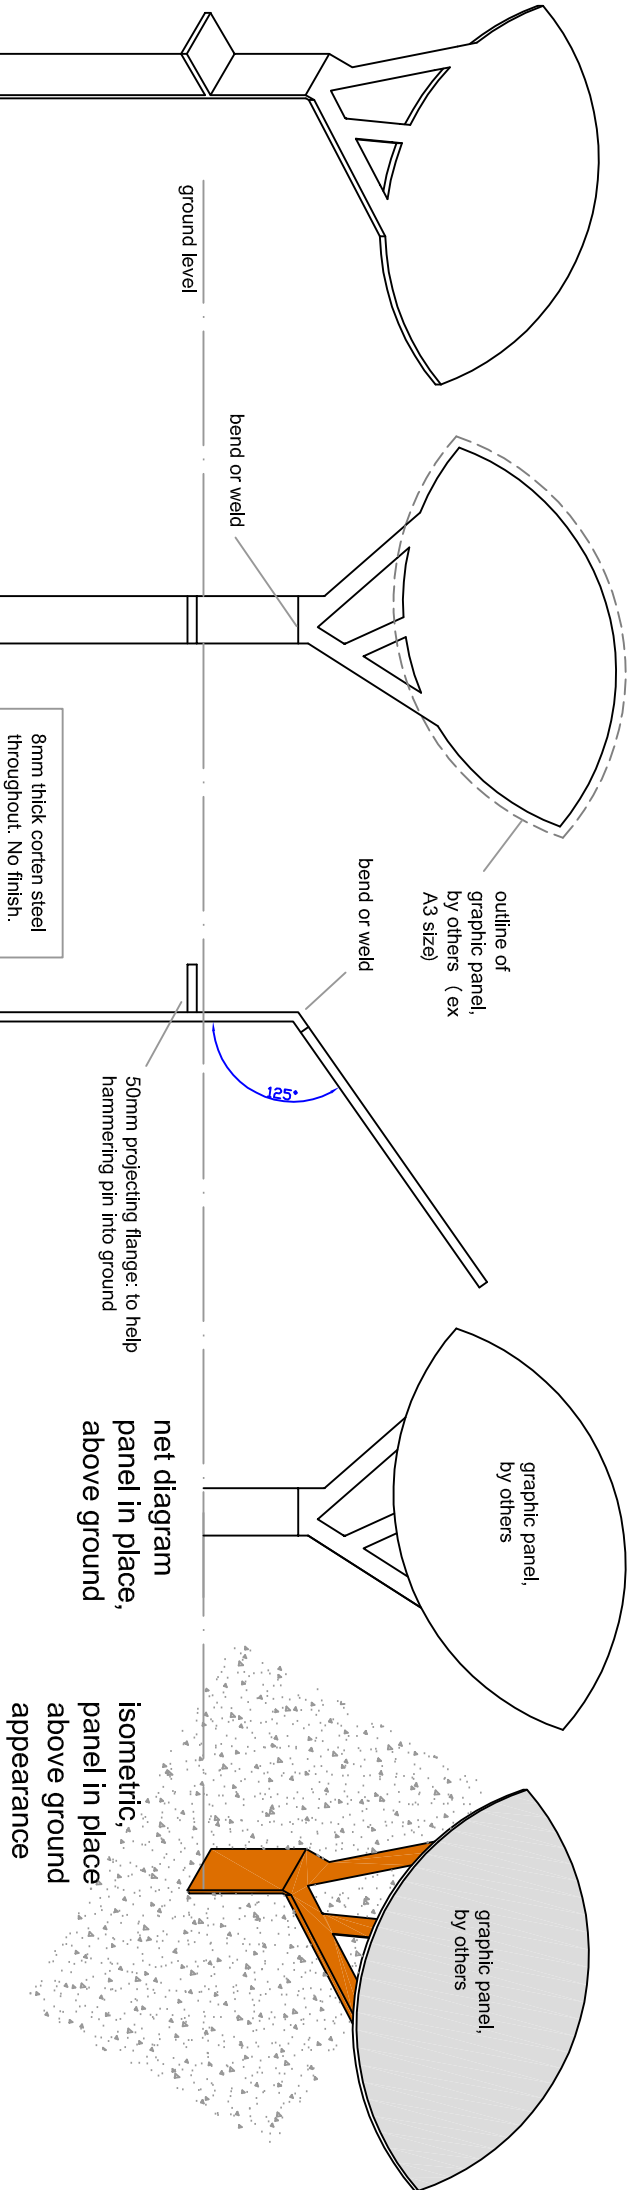 ground level
bend or weld
8mm thick corten steel
throughout. No finish.
outline of
graphic panel,
by others ( ex
A3 size)
bend or weld
125°
50mm projecting flange: to help
hammering pin into ground
net diagram
panel in place,
above ground
graphic panel,
by others
isometric,
panel in place
above ground
appearance
graphic panel,
by others